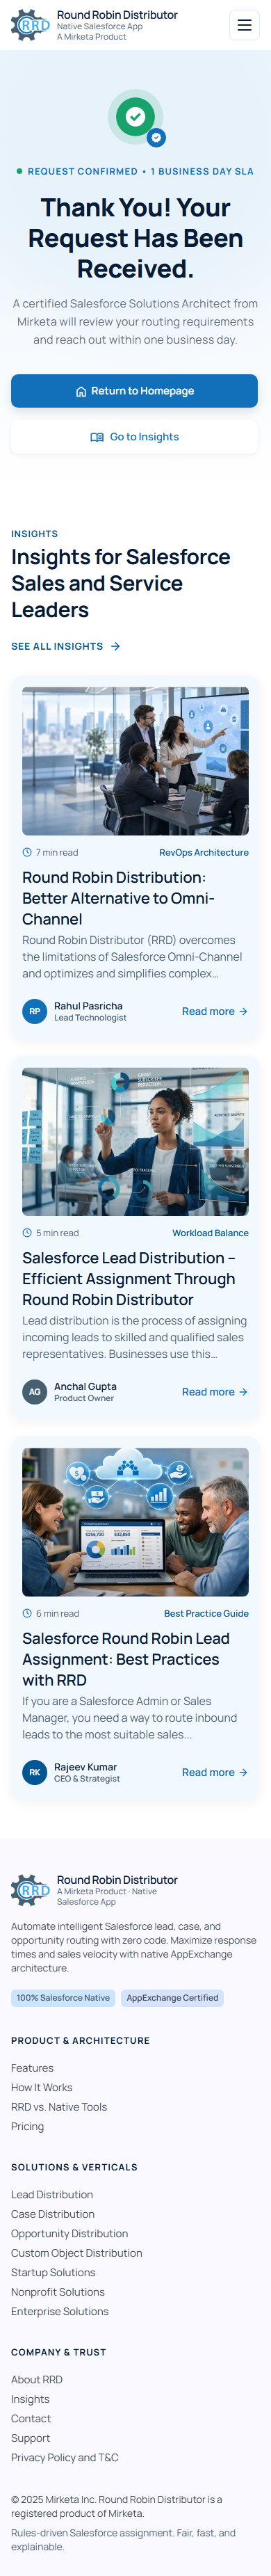 Round Robin Distributor
Native Salesforce App
A Mirketa Product
REQUEST CONFIRMED • 1 BUSINESS DAY SLA
Thank You! Your
Request Has Been
Received.
A certified Salesforce Solutions Architect from
Mirketa will review your routing requirements
and reach out within one business day.
Return to Homepage
Go to Insights
INSIGHTS
Insights for Salesforce
Sales and Service
Leaders
SEE ALL INSIGHTS →
7 min read
RevOps Architecture
Round Robin Distribution:
Better Alternative to Omni-
Channel
Round Robin Distributor (RRD) overcomes
the limitations of Salesforce Omni-Channel
and optimizes and simplifies complex…
RP
Rahul Pasricha
Lead Technologist
Read more →
5 min read
Workload Balance
Salesforce Lead Distribution –
Efficient Assignment Through
Round Robin Distributor
Lead distribution is the process of assigning
incoming leads to skilled and qualified sales
representatives. Businesses use this…
AG
Anchal Gupta
Product Owner
Read more →
6 min read
Best Practice Guide
Salesforce Round Robin Lead
Assignment: Best Practices
with RRD
If you are a Salesforce Admin or Sales
Manager, you need a way to route inbound
leads to the most suitable sales…
RK
Rajeev Kumar
CEO & Strategist
Read more →
RRD
Round Robin Distributor
A Mirketa Product · Native
Salesforce App
Automate intelligent Salesforce lead, case, and
opportunity routing with zero code. Maximize response
times and sales velocity with native AppExchange
architecture.
100% Salesforce Native
AppExchange Certified
PRODUCT & ARCHITECTURE
Features
How It Works
RRD vs. Native Tools
Pricing
SOLUTIONS & VERTICALS
Lead Distribution
Case Distribution
Opportunity Distribution
Custom Object Distribution
Startup Solutions
Nonprofit Solutions
Enterprise Solutions
COMPANY & TRUST
About RRD
Insights
Contact
Support
Privacy Policy and T&C
© 2025 Mirketa Inc. Round Robin Distributor is a
registered product of Mirketa.
Rules-driven Salesforce assignment. Fair, fast, and
explainable.